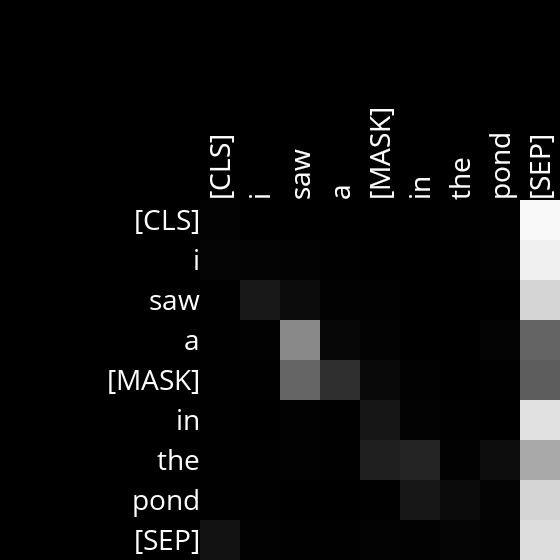 [CLS] i saw a [MASK] in the pond [SEP]
[CLS]
i
saw
a
[MASK]
in
the
pond
[SEP]